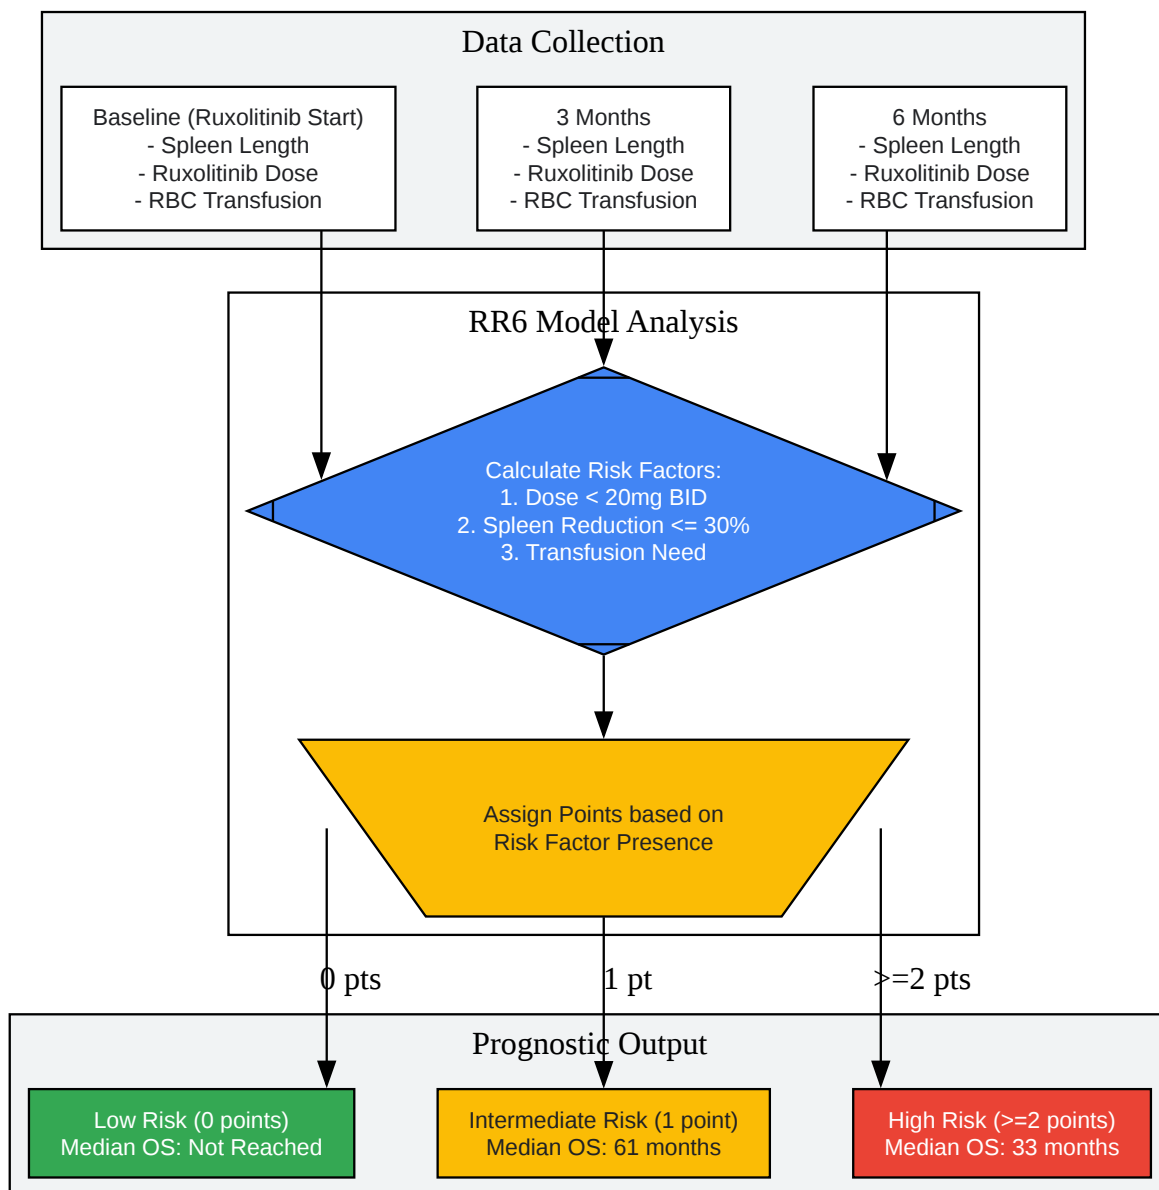 Data Collection
Baseline (Ruxolitinib Start)
- Spleen Length
- Ruxolitinib Dose
- RBC Transfusion
3 Months
- Spleen Length
- Ruxolitinib Dose
- RBC Transfusion
6 Months
- Spleen Length
- Ruxolitinib Dose
- RBC Transfusion
RR6 Model Analysis
Calculate Risk Factors:
1. Dose < 20mg BID
2. Spleen Reduction <= 30%
3. Transfusion Need
Assign Points based on
Risk Factor Presence
0 pts
1 pt
>=2 pts
Prognostic Output
Low Risk (0 points)
Median OS: Not Reached
Intermediate Risk (1 point)
Median OS: 61 months
High Risk (>=2 points)
Median OS: 33 months